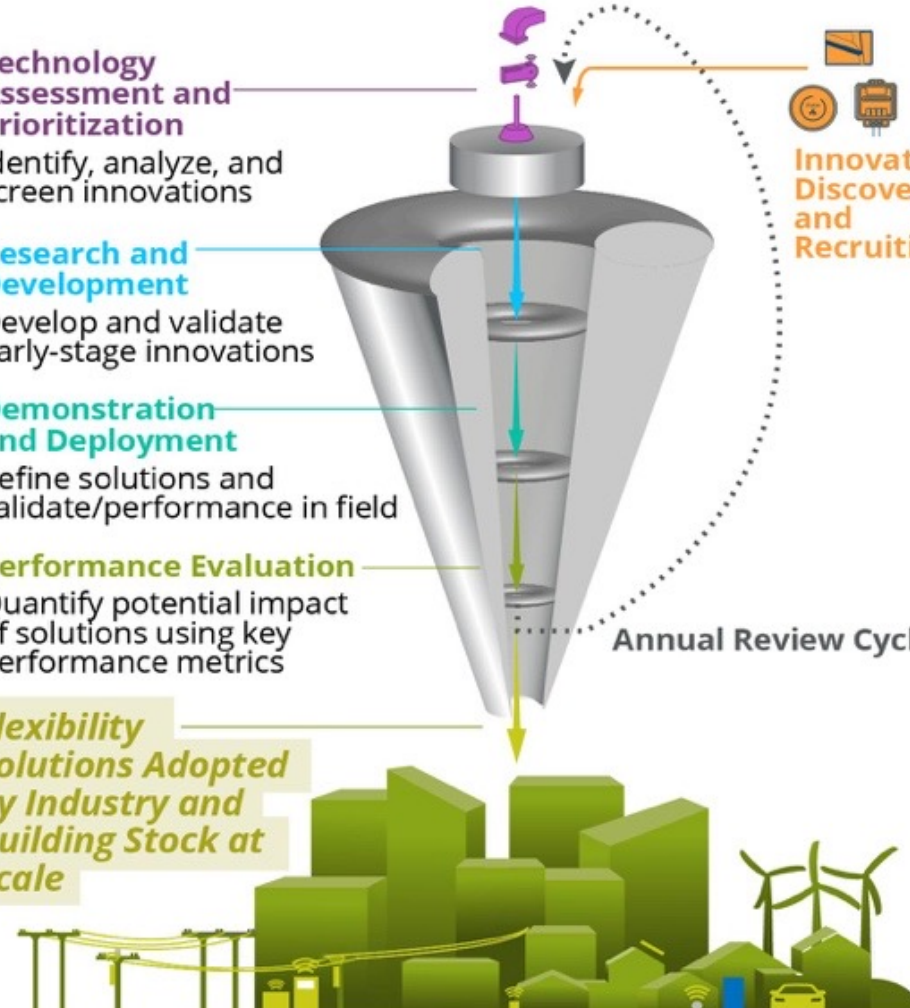 echnology
ssessment and
rioritization
dentify, analyze, and
creen innovations
esearch and
evelopment
evelop and validate
arly-stage innovations
emonstration
nd Deployment
efine solutions and
alidate/performance in field
erformance Evaluation
uantify potential impact
f solutions using key
erformance metrics
lexibility
olutions Adopted
y Industry and
uilding Stock at
cale
Innovat
Discove
and
Recruiti
Annual Review Cycl